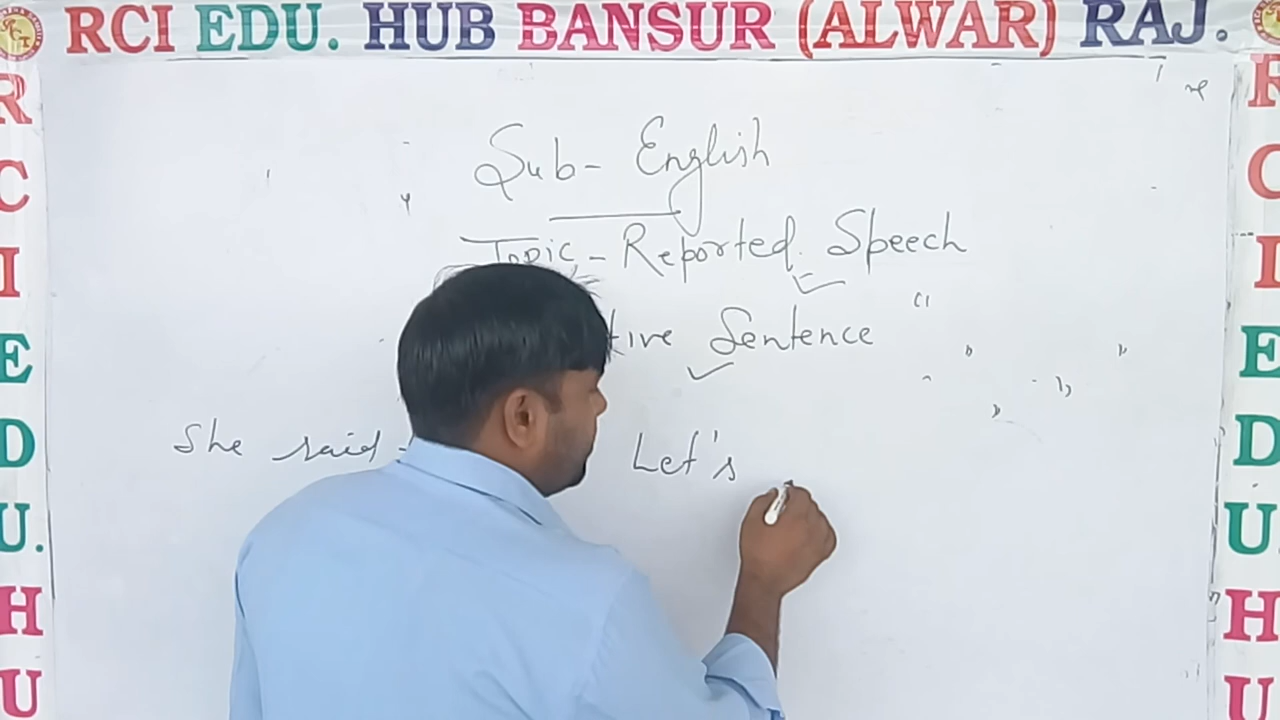 RCI EDU. HUB BANSUR (ALWAR) RAJ.
Sub- English
Topic - Reported Speech
tive Sentence
She said Let's
R
C
I
E
D
U.
H
U
R
C
I
E
D
U.
H
U